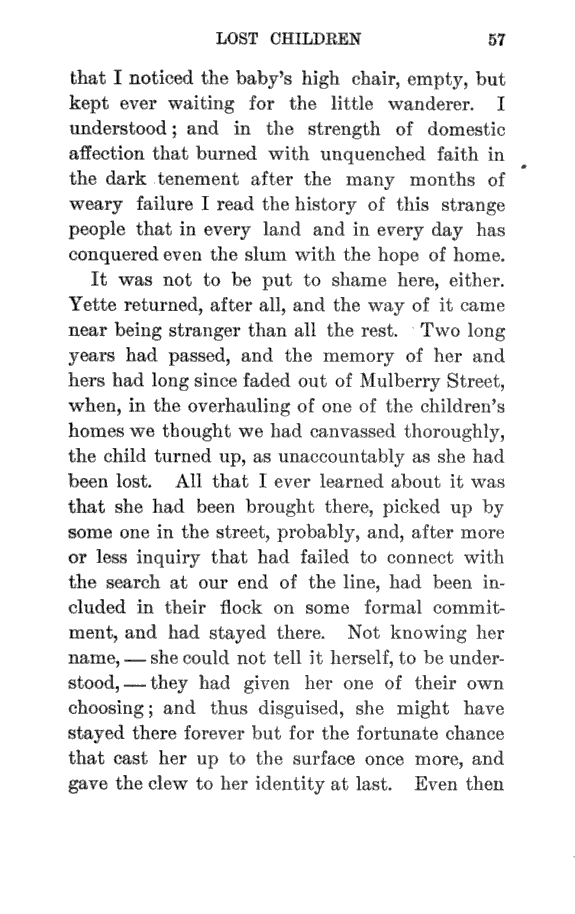 LOST CHILDREN 57
that I noticed the baby's high chair, empty, but
kept ever waiting for the little wanderer. I
understood; and in the strength of domestic
affection that burned with unquenched faith in
the dark tenement after the many months of
weary failure I read the history of this strange
people that in every land and in every day has
conquered even the slum with the hope of home.
It was not to be put to shame here, either.
Yette returned, after all, and the way of it came
near being stranger than all the rest. Two long
years had passed, and the memory of her and
hers had long since faded out of Mulberry Street,
when, in the overhauling of one of the children's
homes we thought we had canvassed thoroughly,
the child turned up, as unaccountably as she had
been lost. All that I ever learned about it was
that she had been brought there, picked up by
some one in the street, probably, and, after more
or less inquiry that had failed to connect with
the search at our end of the line, had been in-
cluded in their flock on some formal commit-
ment, and had stayed there. Not knowing her
name, — she could not tell it herself, to be under-
stood, — they had given her one of their own
choosing; and thus disguised, she might have
stayed there forever but for the fortunate chance
that cast her up to the surface once more, and
gave the clew to her identity at last. Even then